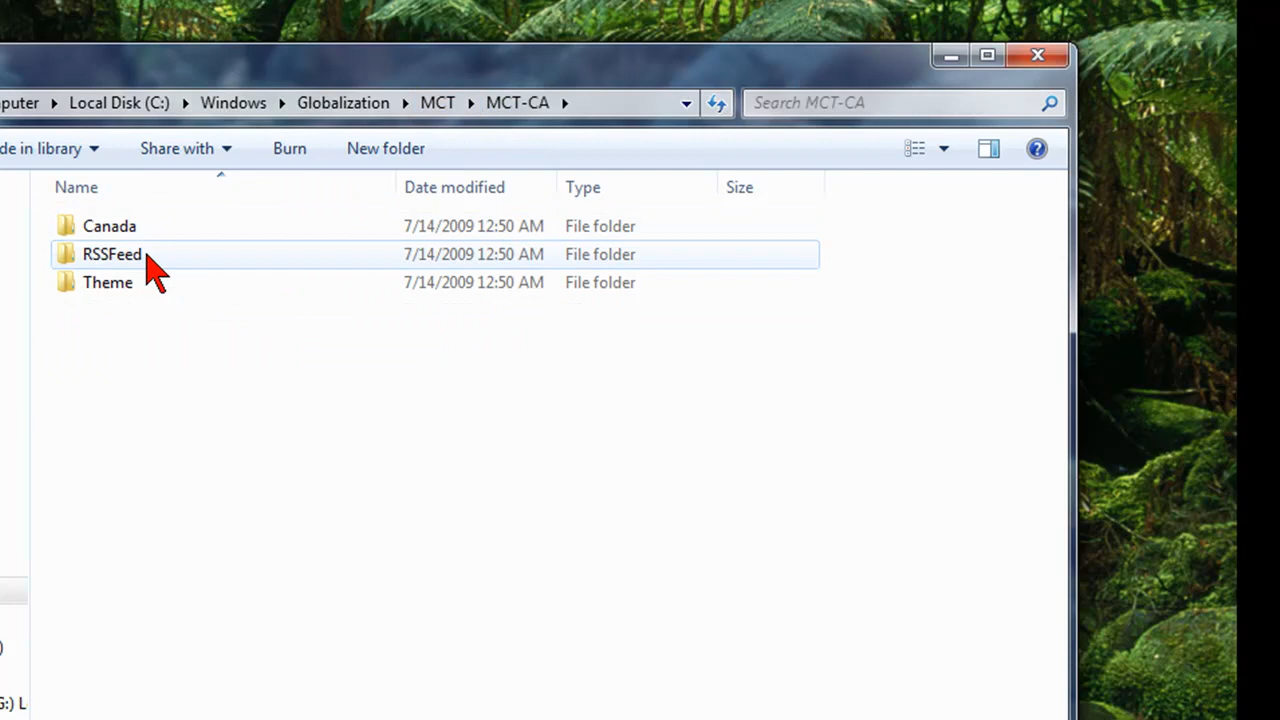 puter Local Disk (C:) Windows Globalization MCT MCT-CA Search MCT-CA
de in library Share with Burn New folder
Name Date modified Type Size
Canada 7/14/2009 12:50 AM File folder
RSSFeed 7/14/2009 12:50 AM File folder
Theme 7/14/2009 12:50 AM File folder
)
G:) L